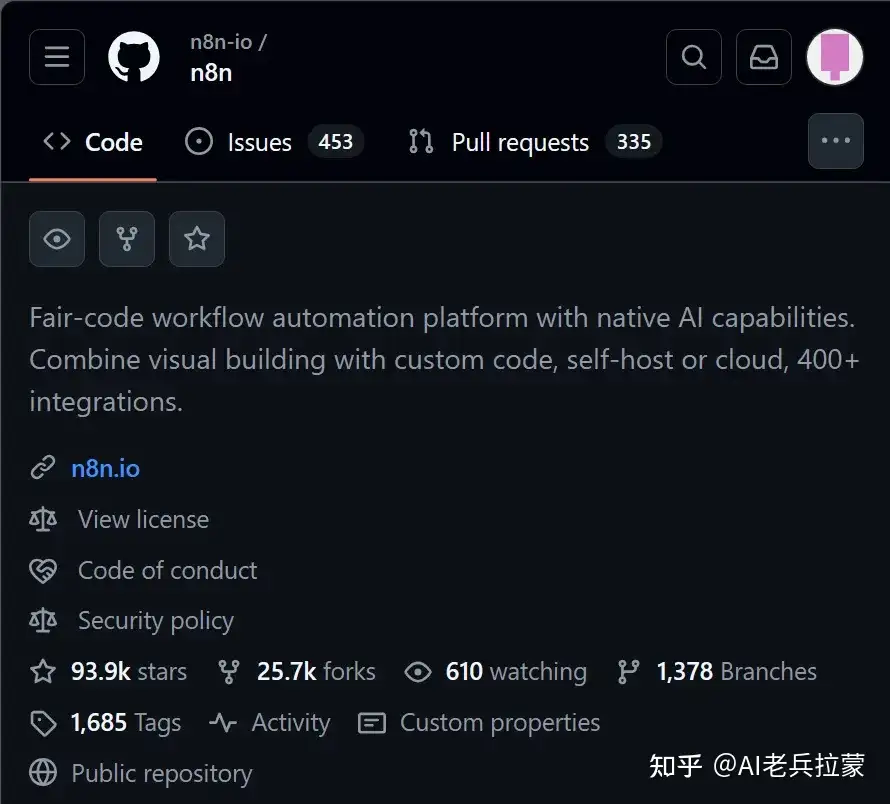 n8n-io /
n8n
Code Issues 453 Pull requests 335
Fair-code workflow automation platform with native AI capabilities.
Combine visual building with custom code, self-host or cloud, 400+
integrations.
n8n.io
View license
Code of conduct
Security policy
93.9k stars 25.7k forks 610 watching 1,378 Branches
1,685 Tags Activity Custom properties
Public repository
知乎 @AI老兵拉蒙